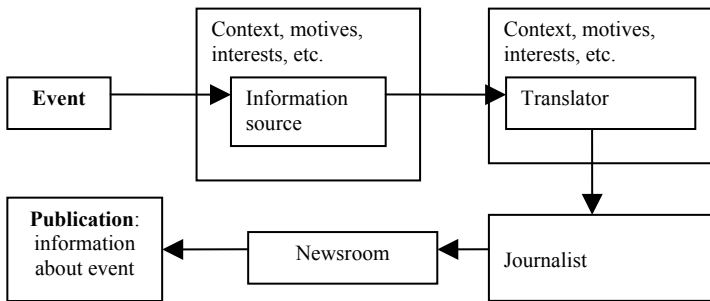 Context, motives,
interests, etc.
Context, motives,
interests, etc.
Event
Information
source
Translator
Publication:
information
about event
Newsroom
Journalist